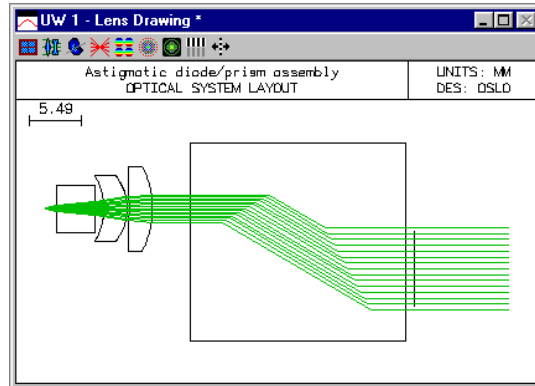 UW 1 - Lens Drawing *
Astigmatic diode/prism assembly
OPTICAL SYSTEM LAYOUT
UNITS: MM
DES: OSLO
5.49